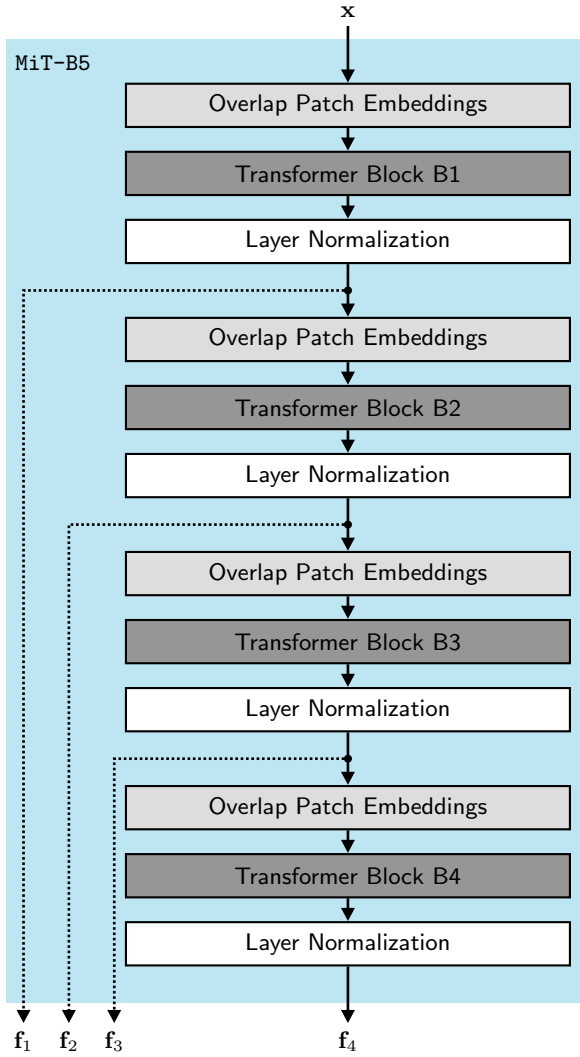 x
MiT-B5
Overlap Patch Embeddings
Transformer Block B1
Layer Normalization
Overlap Patch Embeddings
Transformer Block B2
Layer Normalization
Overlap Patch Embeddings
Transformer Block B3
Layer Normalization
Overlap Patch Embeddings
Transformer Block B4
Layer Normalization
f₁ f₂ f₃ f₄